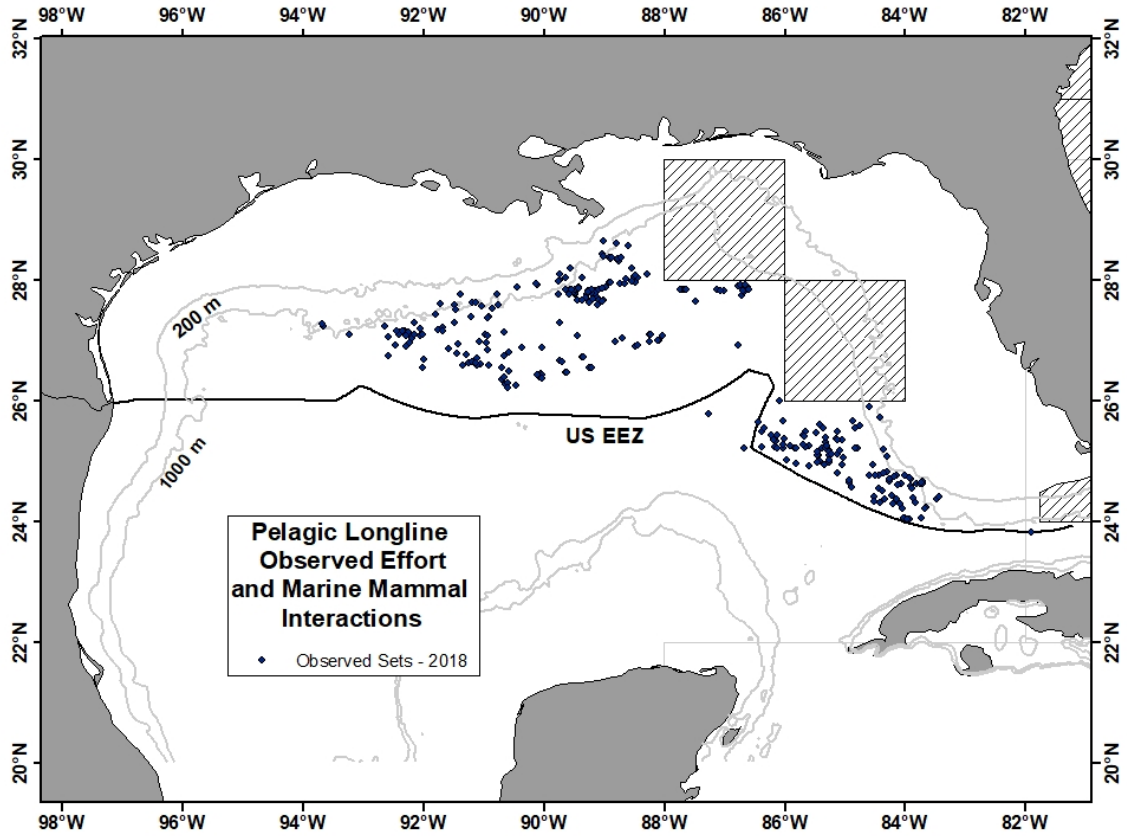 98°W 96°W 94°W 92°W 90°W 88°W 86°W 84°W 82°W
32°N 32°N
30°N 30°N
28°N 28°N
200 m
26°N 26°N
US EEZ
1000 m
24°N 24°N
Pelagic Longline
Observed Effort
and Marine Mammal
Interactions
Observed Sets - 2018
22°N 22°N
20°N 20°N
98°W 96°W 94°W 92°W 90°W 88°W 86°W 84°W 82°W